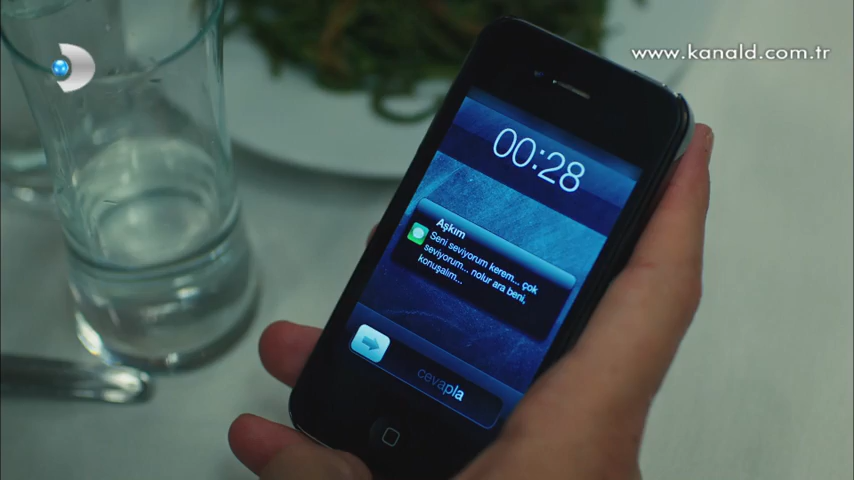 www.kanald.com.tr
00:28
Aşkım
Seni seviyorum kerem... çok
seviyorum... nolur ara beni,
konuşalım...
cevapla